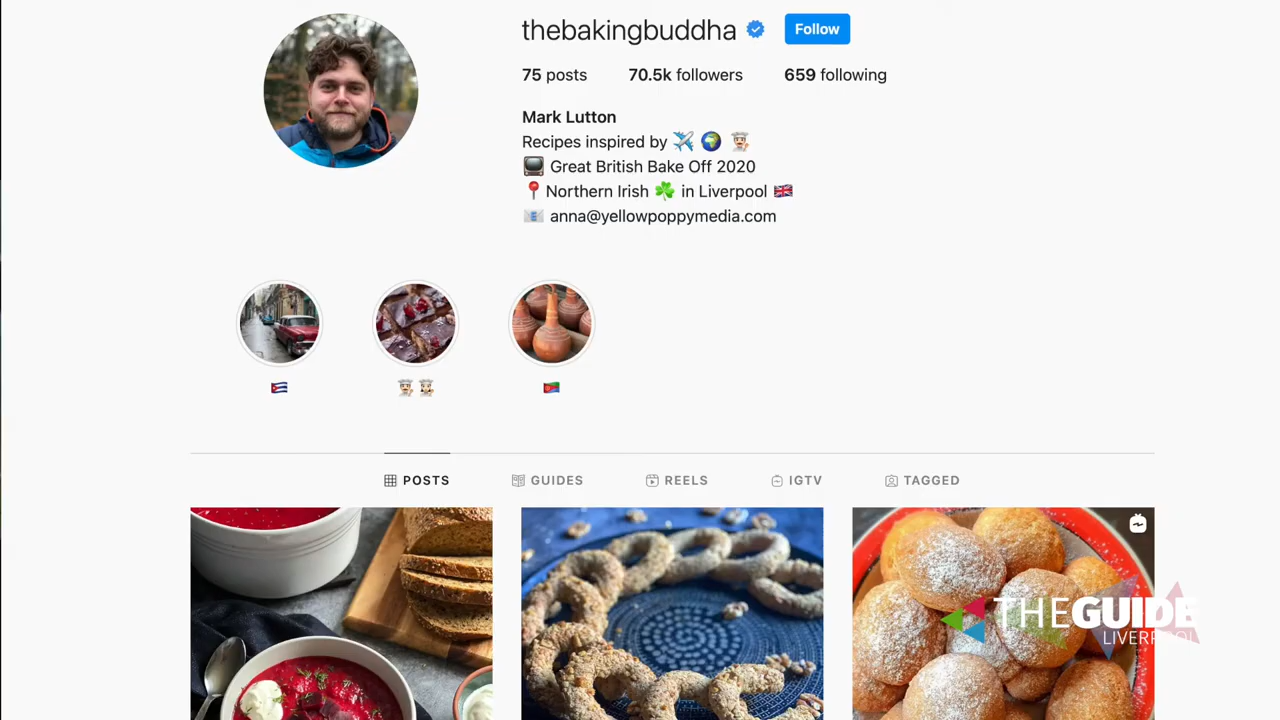 thebakingbuddha Follow
75 posts 70.5k followers 659 following
Mark Lutton
Recipes inspired by ✈️ 🌍 👨🏻‍🍳
📺 Great British Bake Off 2020
📍 Northern Irish ☘️ in Liverpool 🇬🇧
📧 anna@yellowpoppymedia.com
🇨🇺 👨🏻‍🍳👩🏻‍🍳 🇪🇷
POSTS GUIDES REELS IGTV TAGGED
THEGUIDE
LIVERPOOL